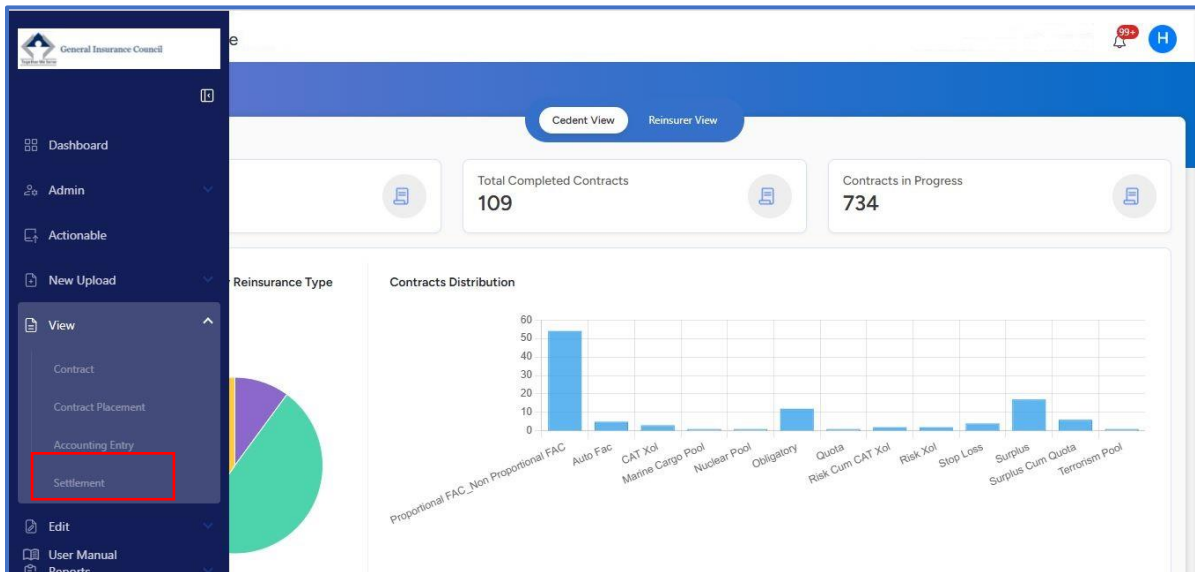 General Insurance Council
e
99+
H
Cedent View
Reinsurer View
Dashboard
Admin
Actionable
New Upload
View
Contract
Contract Placement
Accounting Entry
Settlement
Edit
User Manual
Reports
Total Completed Contracts
109
Contracts in Progress
734
Reinsurance Type
Contracts Distribution
60
50
40
30
20
10
0
Proportional FAC_Non Proportional FAC
Auto Fac
CAT Xol
Marine Cargo Pool
Nuclear Pool
Obligatory
Quota
Risk Cum CAT Xol
Risk Xol
Stop Loss
Surplus
Surplus Cum Quota
Terrorism Pool